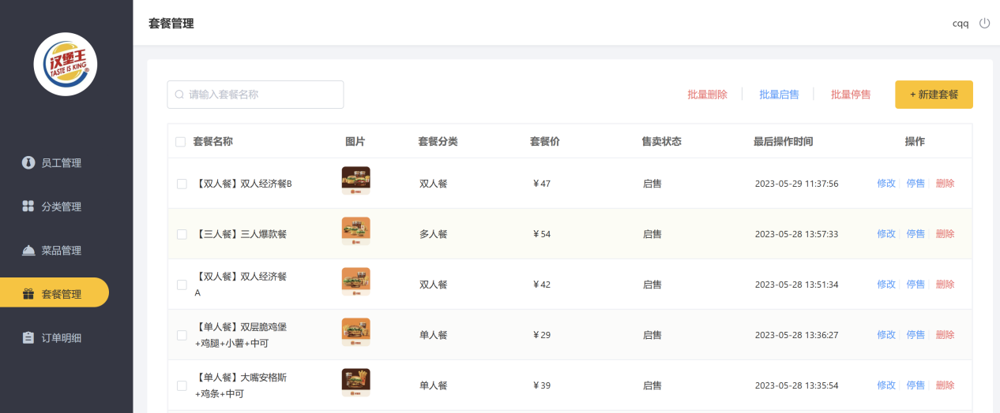 套餐管理
cqq
汉堡王
TASTE IS KING
®
员工管理
分类管理
菜品管理
套餐管理
订单明细
请输入套餐名称
批量删除 批量启售 批量停售 + 新建套餐
套餐名称 图片 套餐分类 套餐价 售卖状态 最后操作时间 操作
【双人餐】双人经济餐B 双人餐 ¥47 启售 2023-05-29 11:37:56 修改 停售 删除
【三人餐】三人爆款餐 多人餐 ¥54 启售 2023-05-28 13:57:33 修改 停售 删除
【双人餐】双人经济餐
A
双人餐 ¥42 启售 2023-05-28 13:51:34 修改 停售 删除
【单人餐】双层脆鸡堡
+鸡腿+小薯+中可
单人餐 ¥29 启售 2023-05-28 13:36:27 修改 停售 删除
【单人餐】大嘴安格斯
+鸡条+中可
单人餐 ¥39 启售 2023-05-28 13:35:54 修改 停售 删除